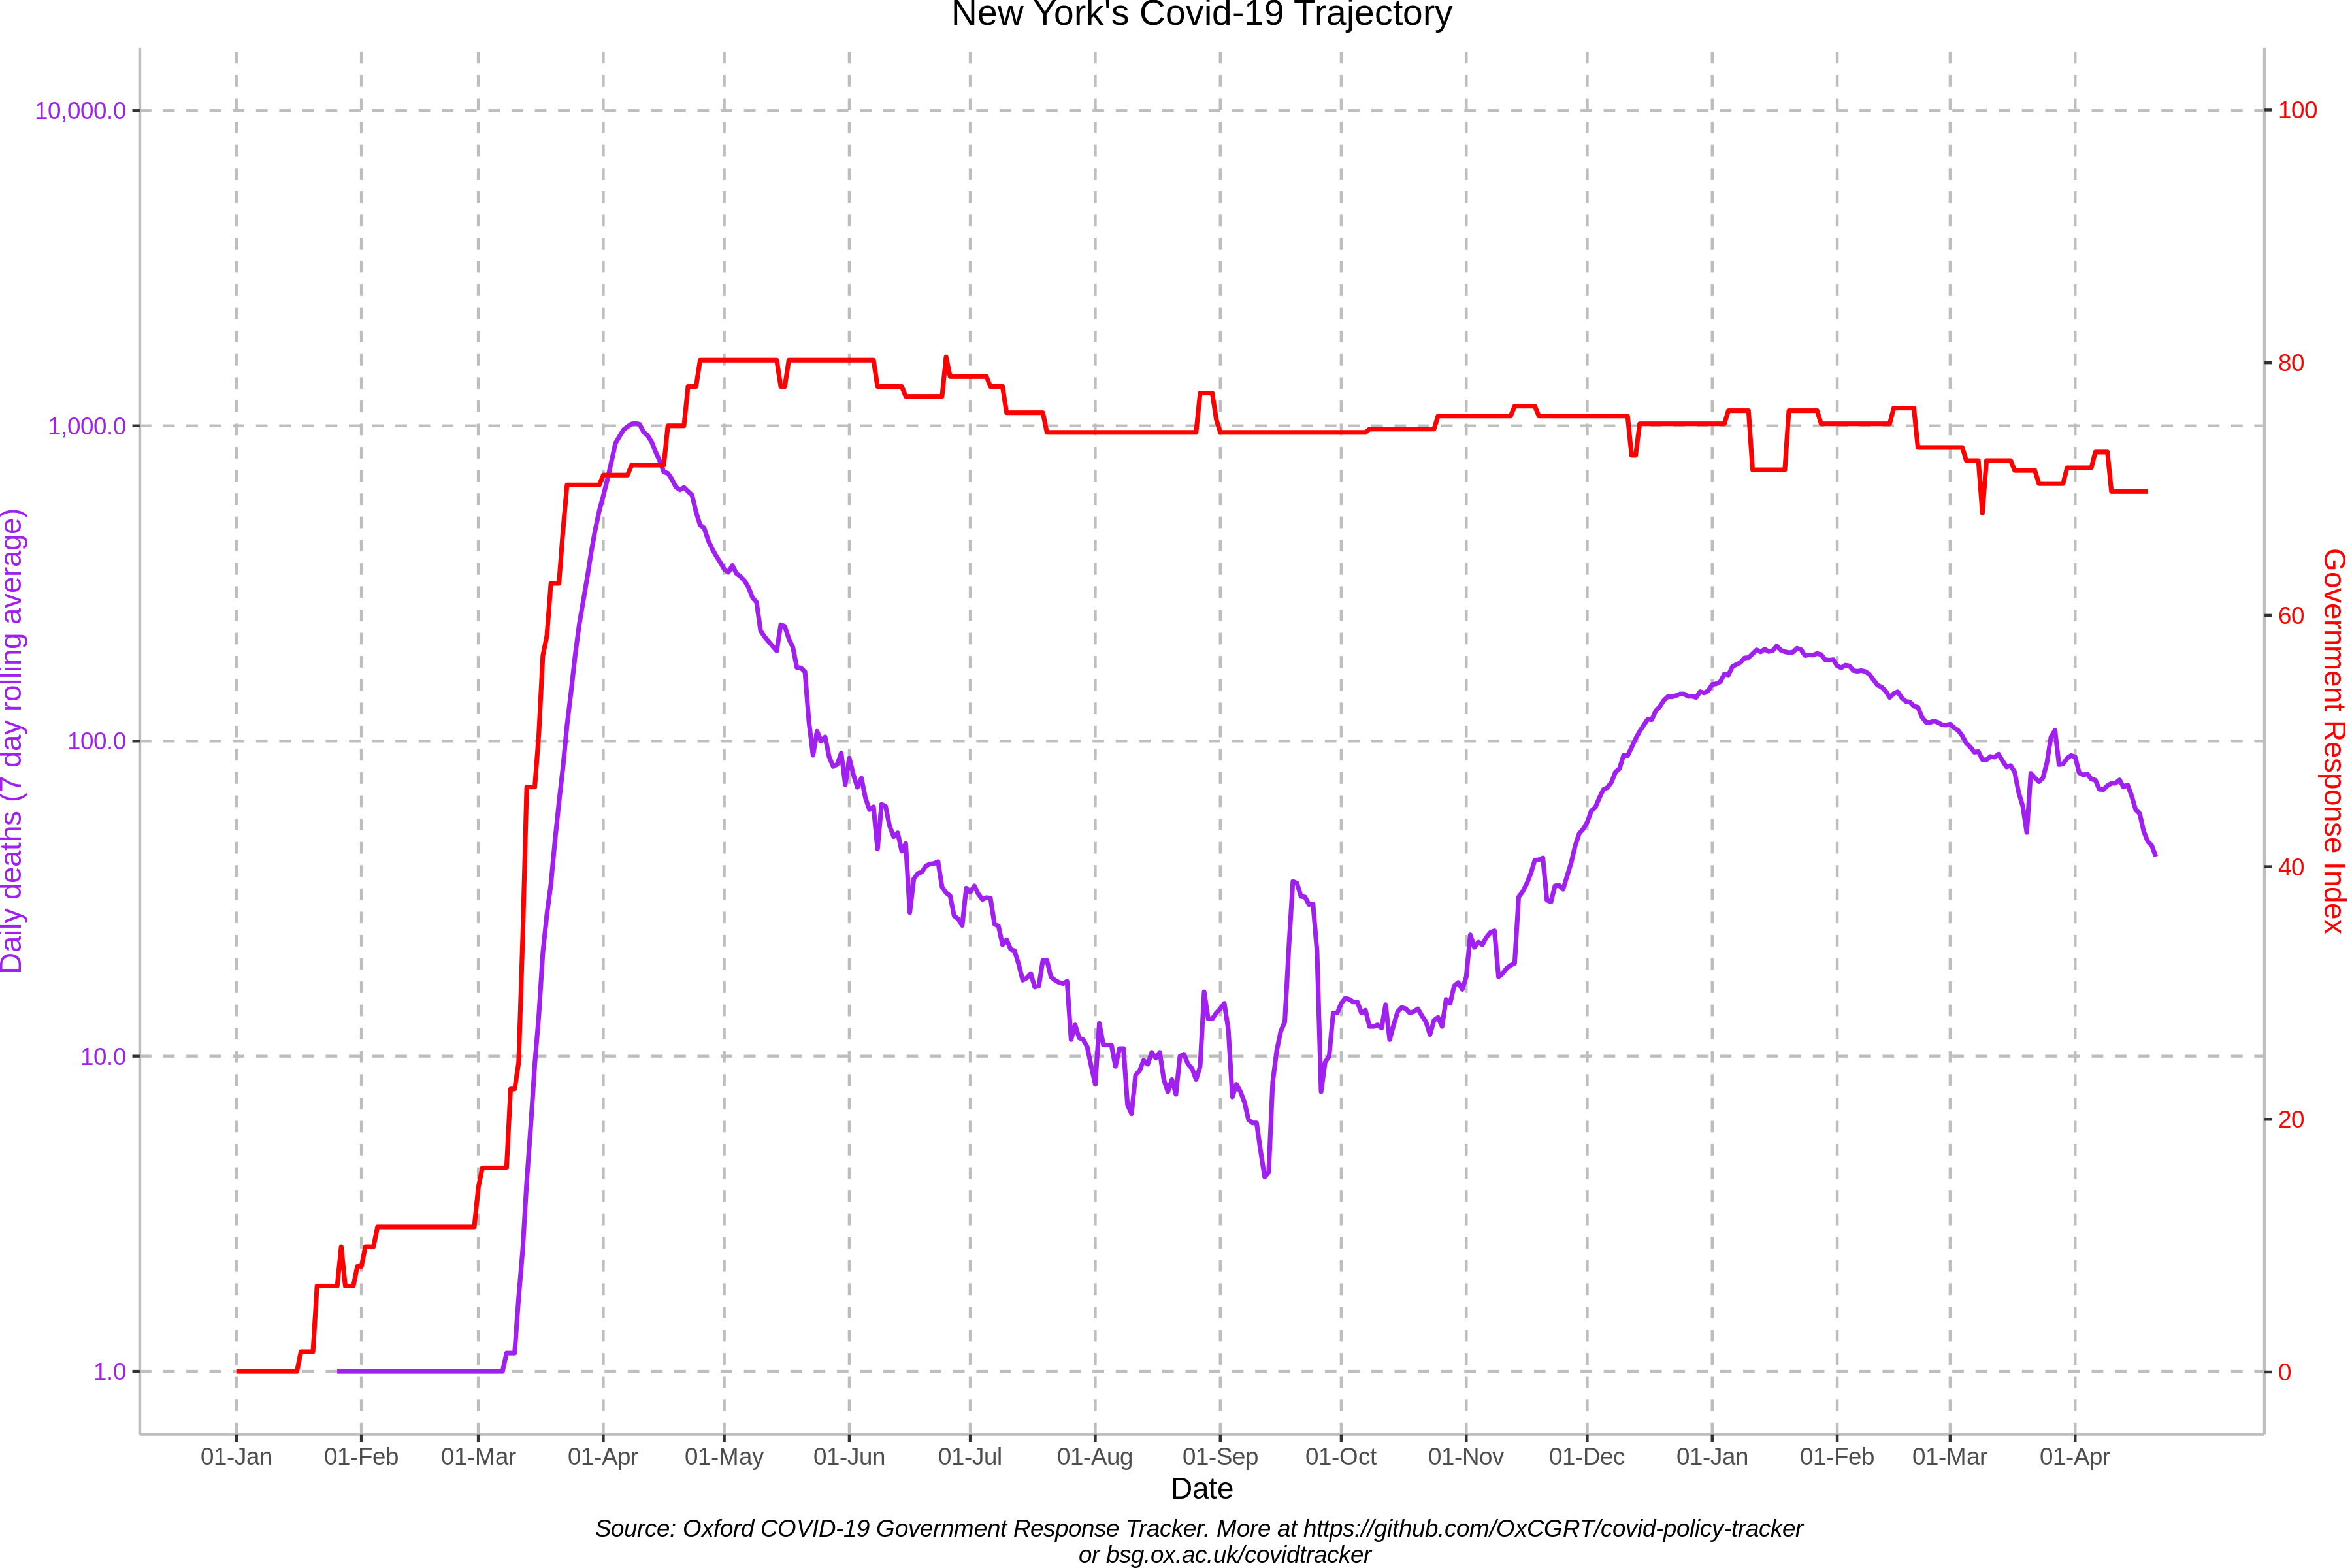 New York's Covid-19 Trajectory
10,000.0
1,000.0
100.0
10.0
1.0
Daily deaths (7 day rolling average)
100
80
60
40
20
0
Government Response Index
01-Jan 01-Feb 01-Mar 01-Apr 01-May 01-Jun 01-Jul 01-Aug 01-Sep 01-Oct 01-Nov 01-Dec 01-Jan 01-Feb 01-Mar 01-Apr
Date
Source: Oxford COVID-19 Government Response Tracker. More at https://github.com/OxCGRT/covid-policy-tracker
or bsg.ox.ac.uk/covidtracker